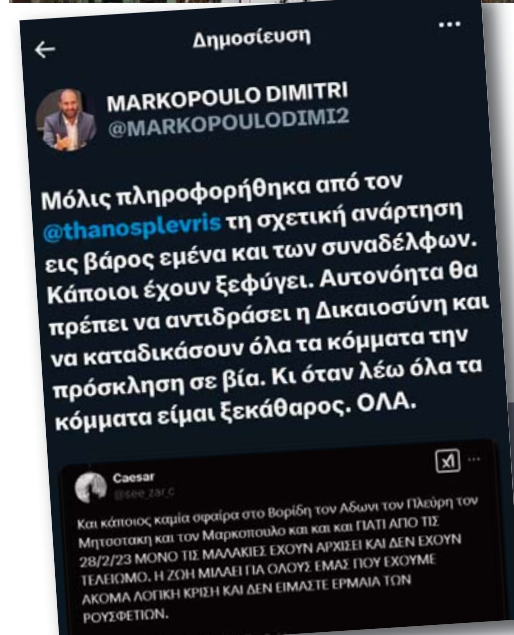 Δημοσίευση
MARKOPOULO DIMITRI
@MARKOPOULODIMI2
Μόλις πληροφορήθηκα από τον
@thanosplevris τη σχετική ανάρτηση
εις βάρος εμένα και των συναδέλφων.
Κάποιοι έχουν ξεφύγει. Αυτονόητα θα
πρέπει να αντιδράσει η Δικαιοσύνη και
να καταδικάσουν όλα τα κόμματα την
πρόσκληση σε βία. Κι όταν λέω όλα τα
κόμματα είμαι ξεκάθαρος. ΟΛΑ.
Caesar
@see_zar_c
Και κάποιος καμία σφαίρα στο Βορίδη τον Αδωνι τον Πλεύρη τον
Μητσοτακη και τον Μαρκοπουλο και και και ΓΙΑΤΙ ΑΠΟ ΤΙΣ
28/2/23 ΜΟΝΟ ΤΙΣ ΜΑΛΑΚΙΕΣ ΕΧΟΥΝ ΑΡΧΙΣΕΙ ΚΑΙ ΔΕΝ ΕΧΟΥΝ
ΤΕΛΕΙΩΜΟ. Η ΖΩΗ ΜΙΛΑΕΙ ΓΙΑ ΟΛΟΥΣ ΕΜΑΣ ΠΟΥ ΕΧΟΥΜΕ
ΑΚΟΜΑ ΛΟΓΙΚΗ ΚΡΙΣΗ ΚΑΙ ΔΕΝ ΕΙΜΑΣΤΕ ΕΡΜΑΙΑ ΤΩΝ
ΡΟΥΣΦΕΤΙΩΝ.